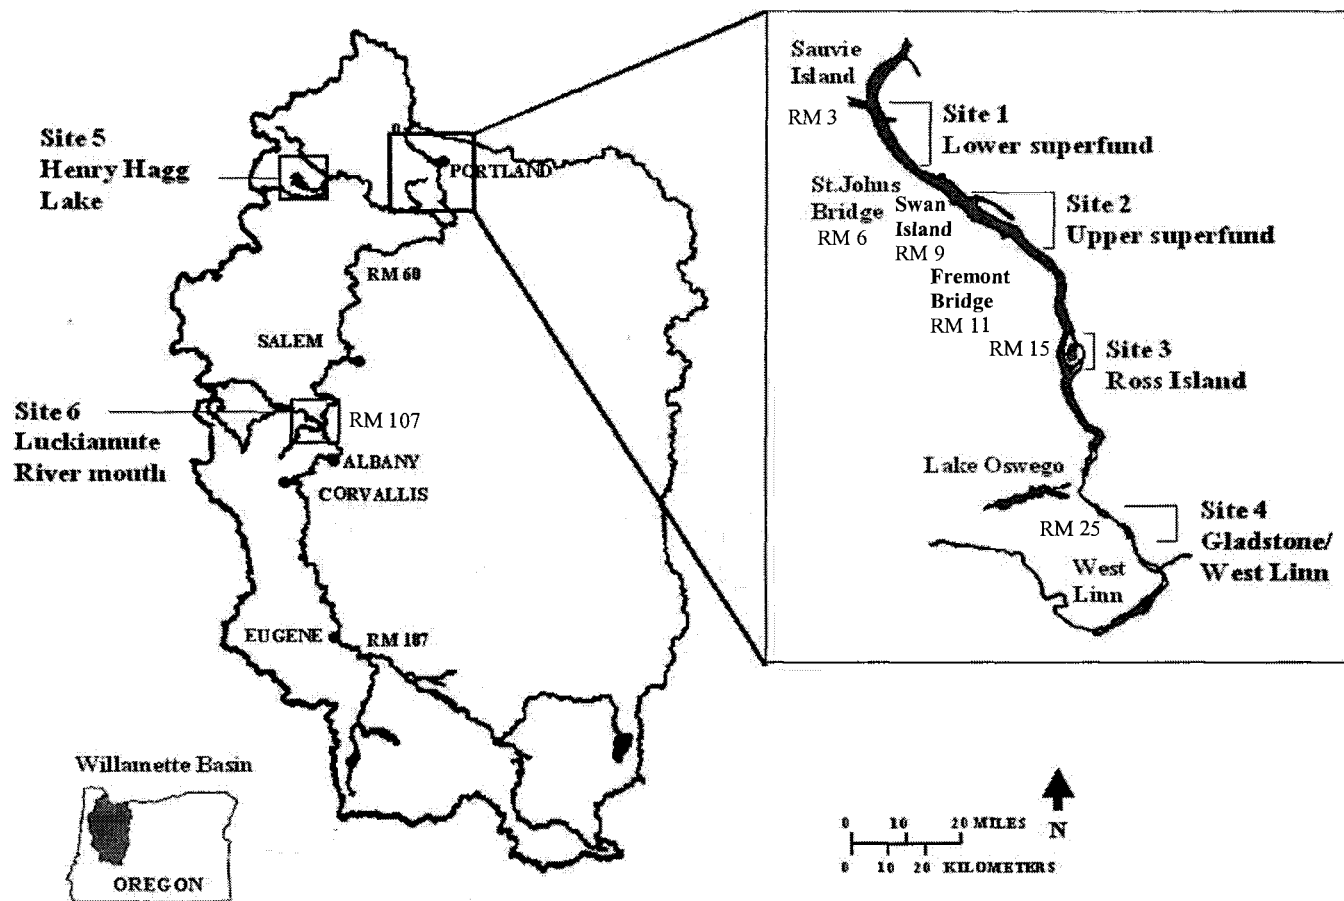 Site 5
Henry Hagg
Lake
PORTLAND
RM 60
SALEM
Site 6
Luckiamute
River mouth
RM 107
ALBANY
CORVALLIS
EUGENE
RM 187
Willamette Basin
OREGON
Sauvie
Island
RM 3
Site 1
Lower superfund
St.Johns
Bridge
RM 6
Swan
Island
RM 9
Site 2
Upper superfund
Fremont
Bridge
RM 11
RM 15
Site 3
Ross Island
Lake Oswego
RM 25
Site 4
Gladstone/
West Linn
West
Linn
0 10 20 MILES
0 10 20 KILOMETERS
N